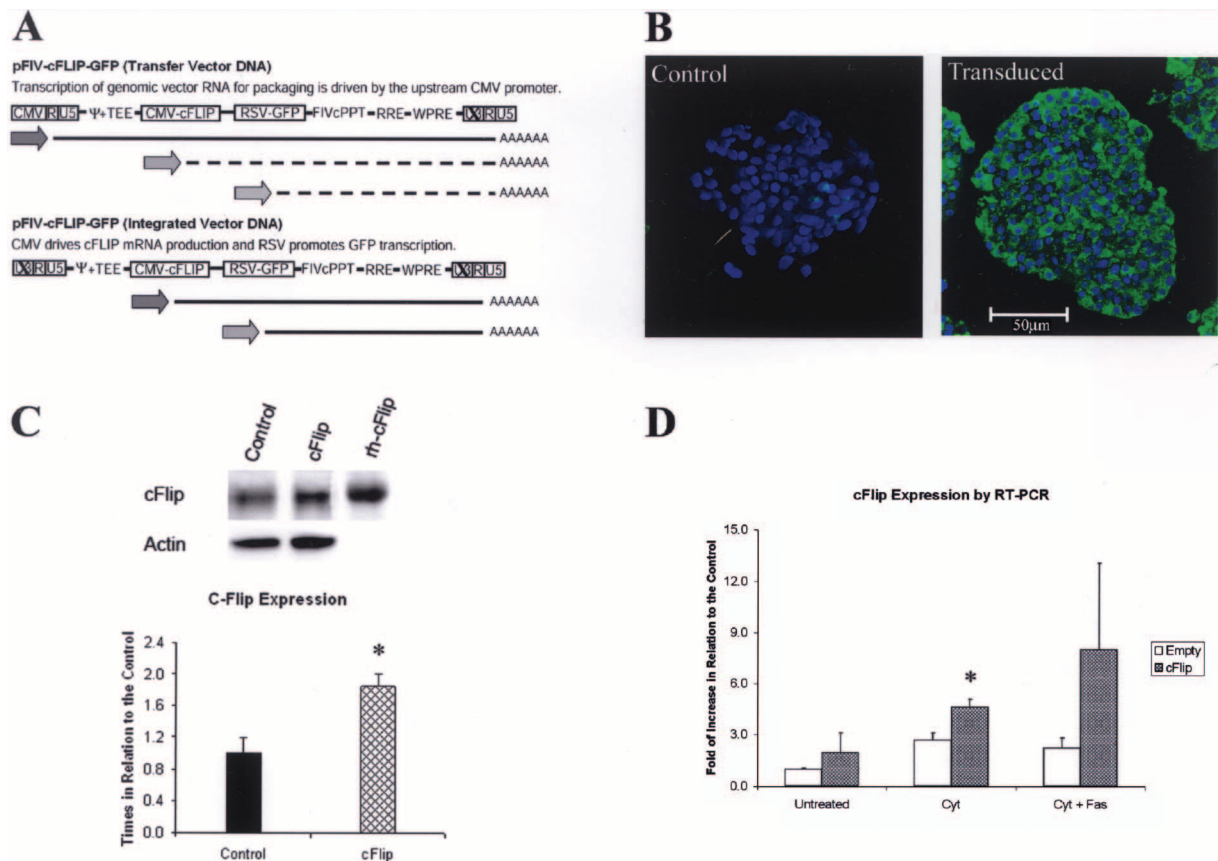 A
pFIV-cFLIP-GFP (Transfer Vector DNA)
Transcription of genomic vector RNA for packaging is driven by the upstream CMV promoter.
CMV R U5 Ψ+TEE CMV-cFLIP RSV-GFP FIVcPPT RRE WPRE R U5
AAAAAA
AAAAAA
AAAAAA
pFIV-cFLIP-GFP (Integrated Vector DNA)
CMV drives cFLIP mRNA production and RSV promotes GFP transcription.
R U5 Ψ+TEE CMV-cFLIP RSV-GFP FIVcPPT RRE WPRE R U5
AAAAAA
AAAAAA
B
Control
Transduced
50µm
C
Control
cFlip
rh-cFlip
cFlip
Actin
C-Flip Expression
Times in Relation to the Control
2.4
2.0
1.6
1.2
0.8
0.4
0.0
*
Control
cFlip
D
cFlip Expression by RT-PCR
Fold of Increase in Relation to the Control
15.0
12.0
9.0
6.0
3.0
0.0
*
Untreated
Cyt
Cyt + Fas
Empty
cFlip